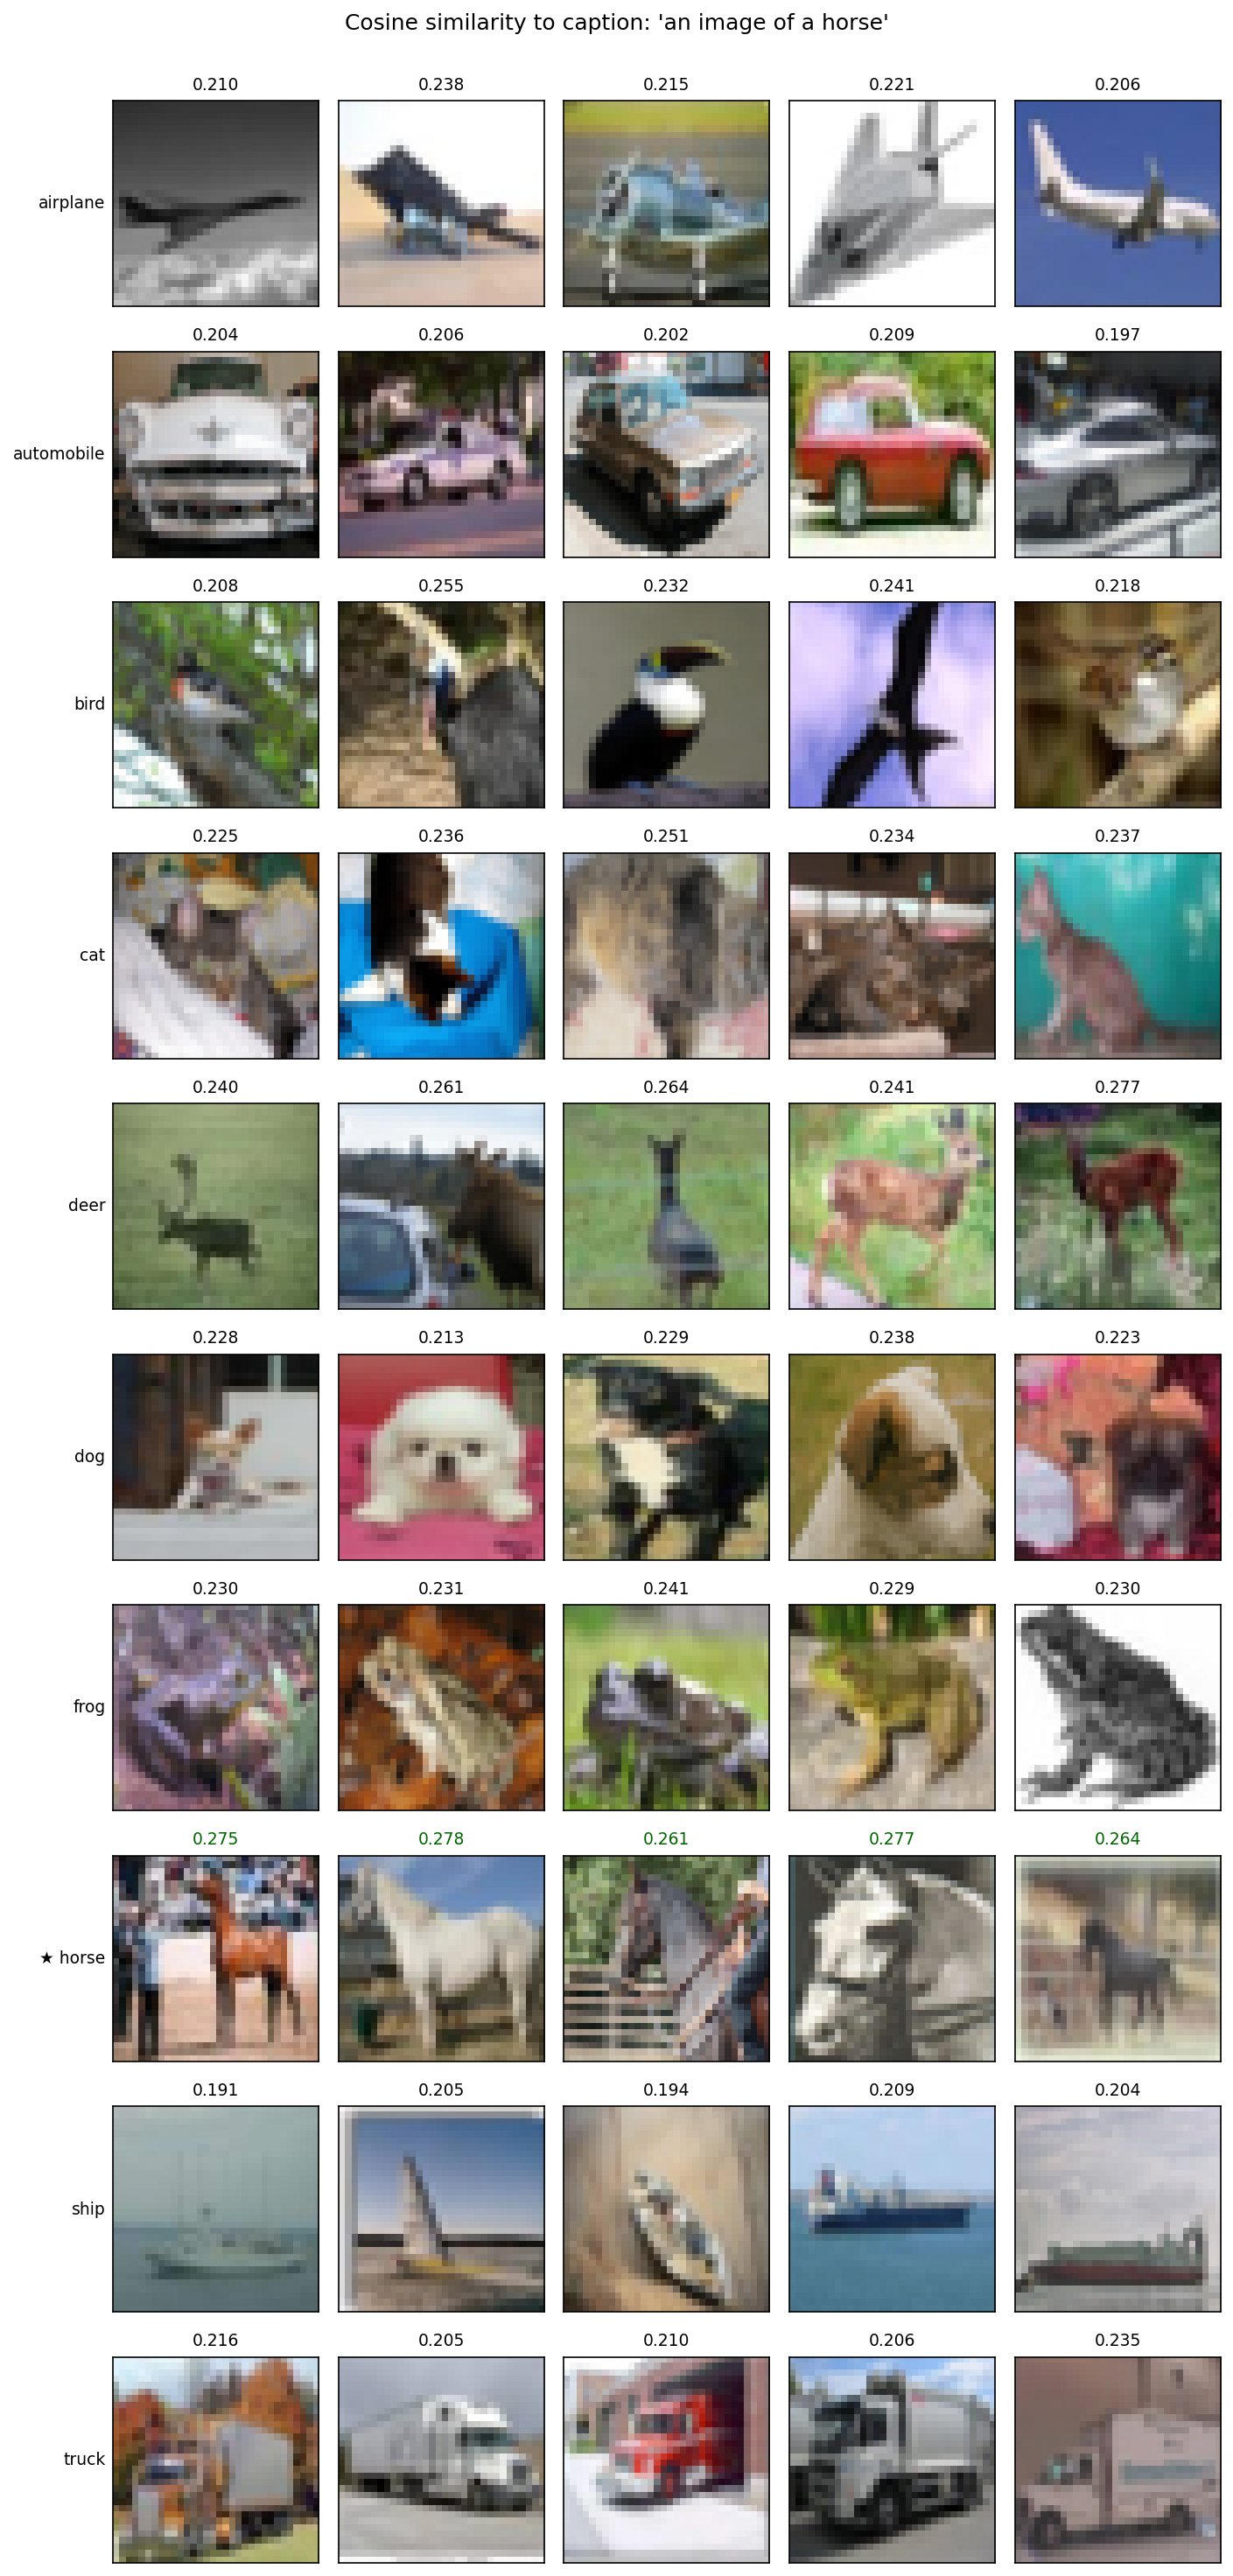 Cosine similarity to caption: 'an image of a horse'
0.210 0.238 0.215 0.221 0.206
airplane
0.204 0.206 0.202 0.209 0.197
automobile
0.208 0.255 0.232 0.241 0.218
bird
0.225 0.236 0.251 0.234 0.237
cat
0.240 0.261 0.264 0.241 0.277
deer
0.228 0.213 0.229 0.238 0.223
dog
0.230 0.231 0.241 0.229 0.230
frog
0.275 0.278 0.261 0.277 0.264
★ horse
0.191 0.205 0.194 0.209 0.204
ship
0.216 0.205 0.210 0.206 0.235
truck